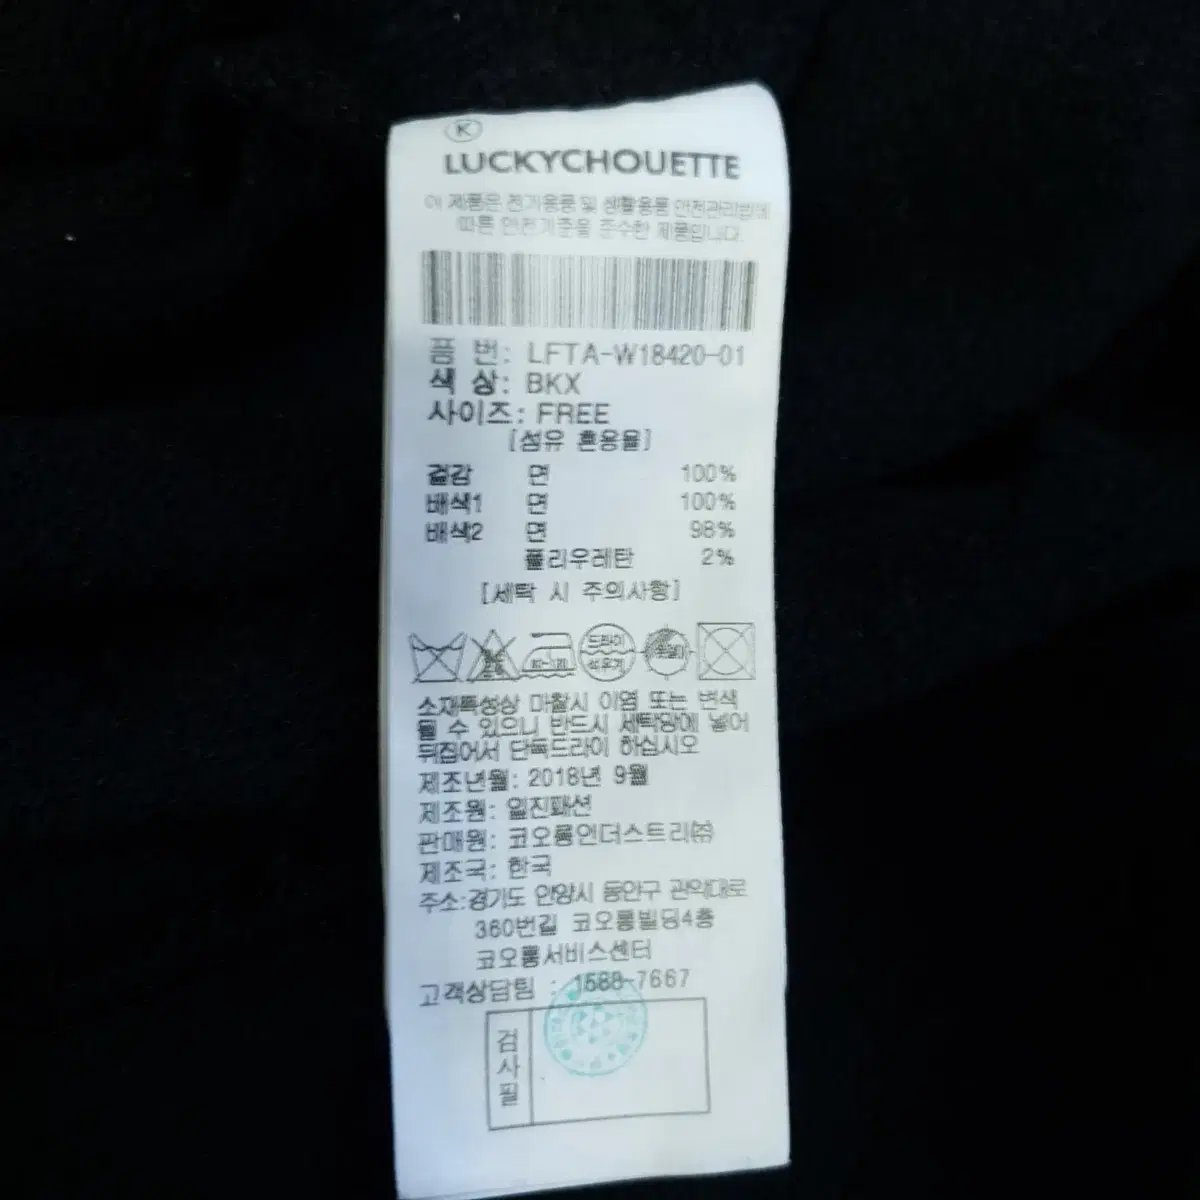 K
LUCKYCHOUETTE
이 제품은 전기용품 및 생활용품 안전관리법에
따른 안전기준을 준수한 제품입니다.
품 번: LFTA-W18420-01
색 상: BKX
사이즈: FREE
[섬유 혼용율]
겉감 면 100%
배색1 면 100%
배색2 면 98%
폴리우레탄 2%
[세탁 시 주의사항]
드라이
석유계
소재특성상 마찰시 이염 또는 변색
될 수 있으니 반드시 세탁망에 넣어
뒤집어서 단독드라이 하십시오
제조년월: 2018년 9월
제조원: 일진패션
판매원: 코오롱인더스트리㈜
제조국: 한국
주소:경기도 안양시 동안구 관악대로
360번길 코오롱빌딩4층
코오롱서비스센터
고객상담팀 : 1588-7667
검사필